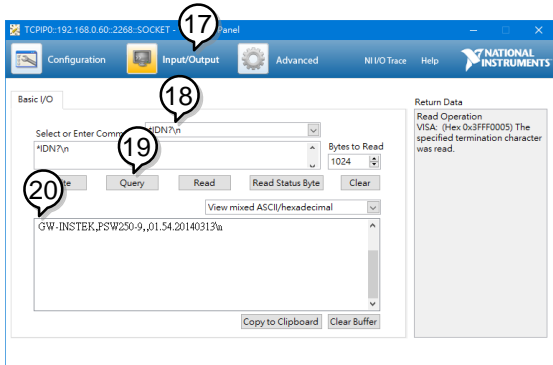 TCPIP0::192.168.0.60::2268::SOCKET - Panel
17
Configuration Input/Output Advanced NI I/O Trace Help NATIONAL INSTRUMENTS
Basic I/O
18
Return Data
Select or Enter Comm *IDN?\n
*IDN?\n
19
Bytes to Read
1024
Read Operation
VISA: (Hex 0x3FFF0005) The
specified termination character
was read.
20
Query Read Read Status Byte Clear
View mixed ASCII/hexadecimal
GW-INSTEK,PSW250-9,,01.54.20140313\n
Copy to Clipboard Clear Buffer